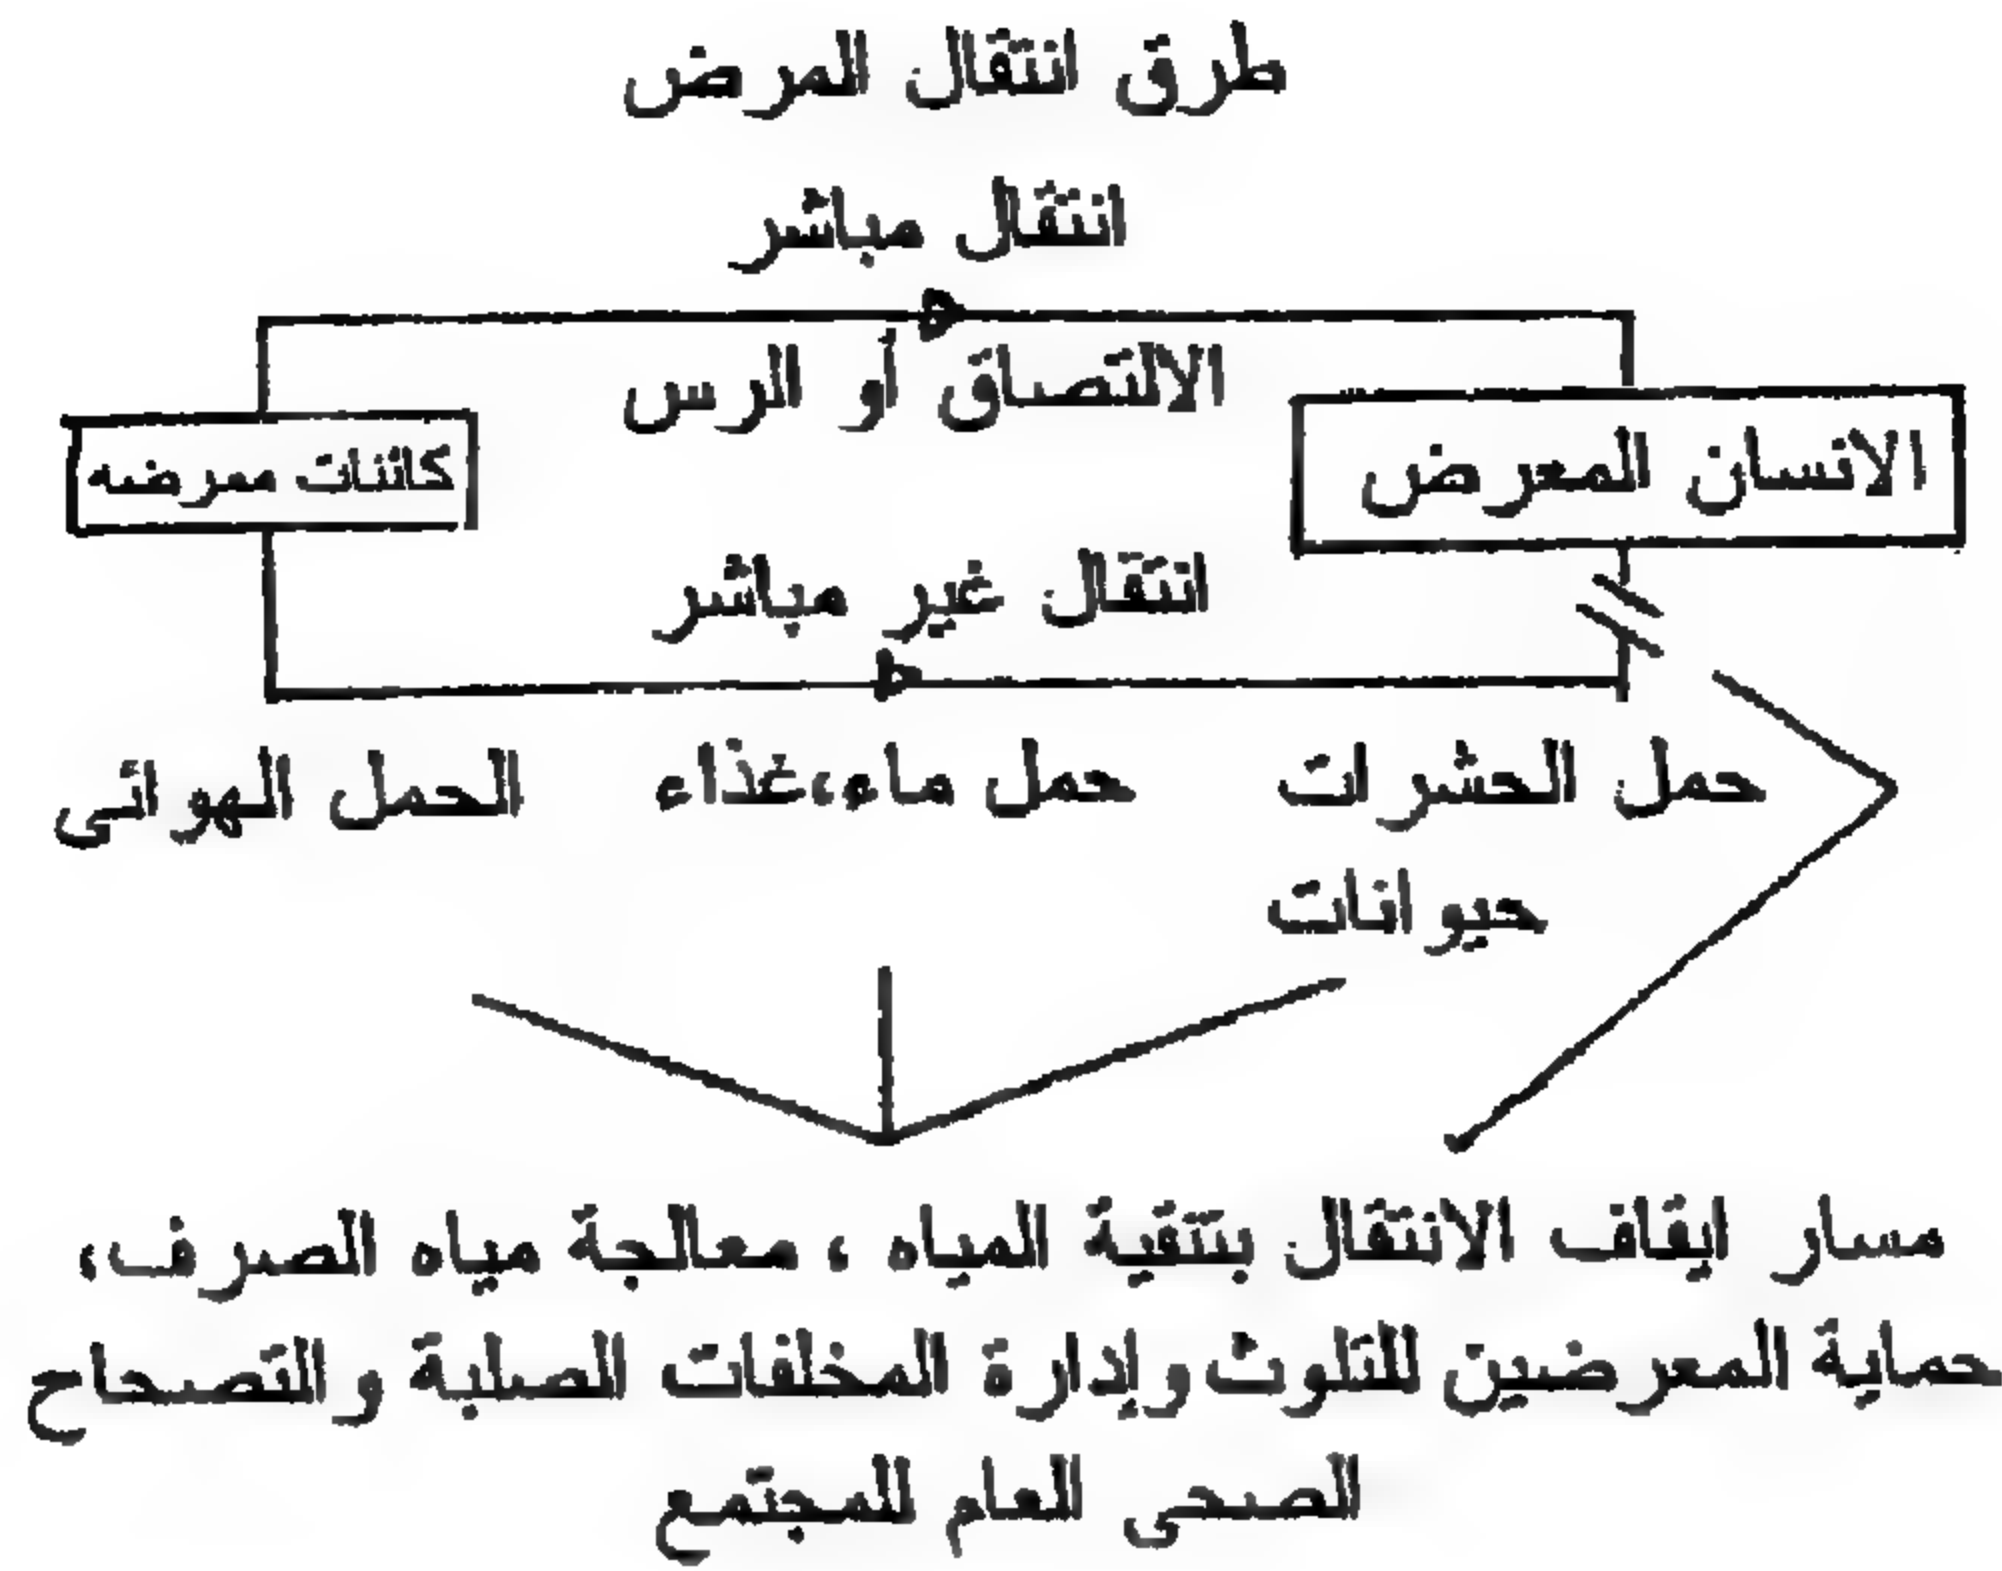 طرق انتقال المرض
انتقال مباشر
الالتصاق أو الرس
الانسان المعرض
كائنات معرضه
انتقال غير مباشر
حمل الحشرات
حيوانات
حمل ماء،غذاء
الحمل الهوائى
مسار ايقاف الانتقال بتنقية المياه ، معالجة مياه الصرف،
حماية المعرضين للتلوث وإدارة المخلفات الصلبة والتصحاح
الصحى العام للمجتمع